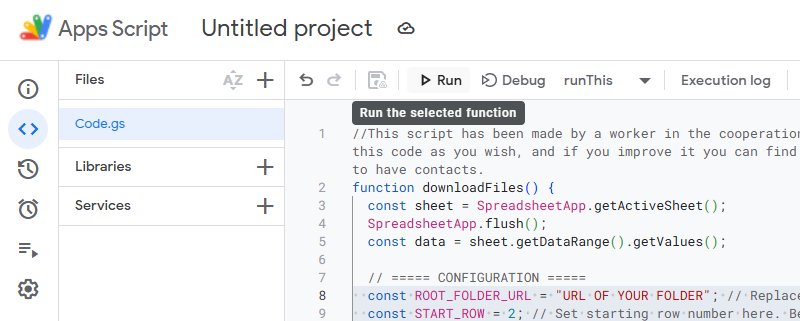 Apps Script Untitled project
Files AZ Run Debug runThis Execution log
Run the selected function
Code.gs
Libraries
Services
1 //This script has been made by a worker in the cooperation
this code as you wish, and if you improve it you can find
to have contacts.
2 function downloadFiles() {
3 const sheet = SpreadsheetApp.getActiveSheet();
4 SpreadsheetApp.flush();
5 const data = sheet.getDataRange().getValues();
6
7 // ===== CONFIGURATION =====
8 const ROOT_FOLDER_URL = "URL OF YOUR FOLDER"; // Replac
9 const START_ROW = 2; // Set starting row number here. Be